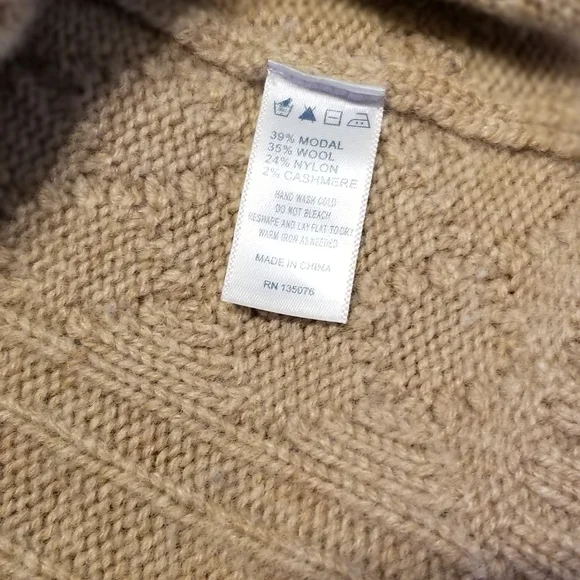 39% MODAL
35% WOOL
24% NYLON
2% CASHMERE
HAND WASH COLD
DO NOT BLEACH
RESHAPE AND LAY FLAT TO DRY
WARM IRON AS NEEDED
MADE IN CHINA
RN 135076